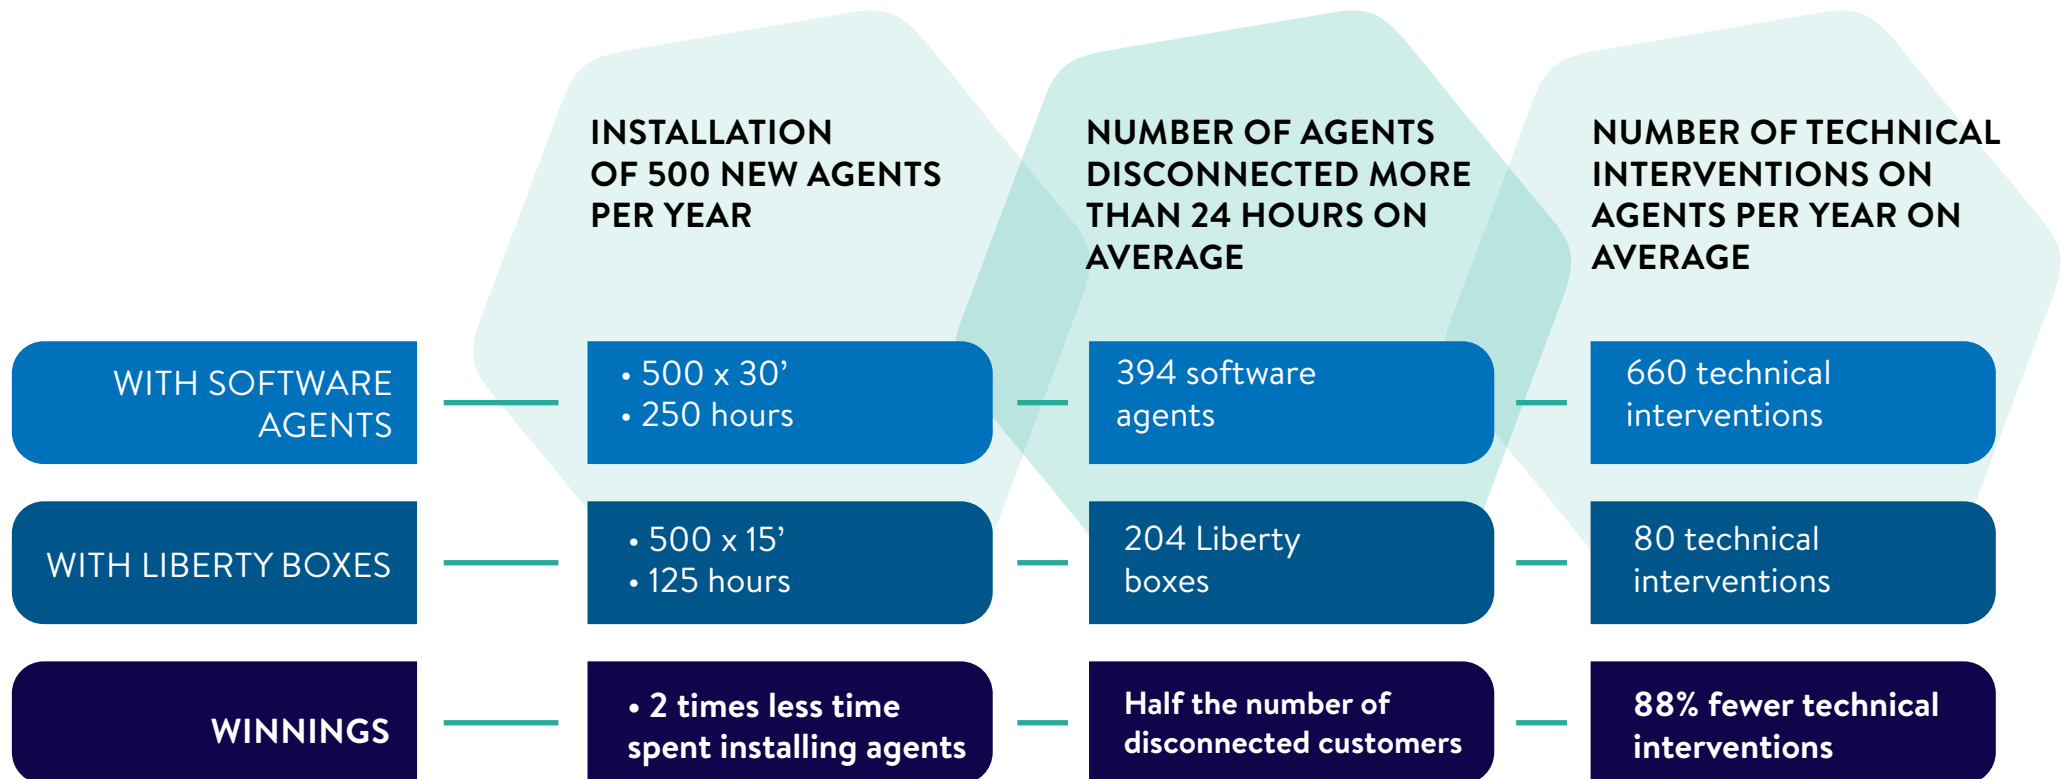 INSTALLATION
OF 500 NEW AGENTS
PER YEAR
NUMBER OF AGENTS
DISCONNECTED MORE
THAN 24 HOURS ON
AVERAGE
NUMBER OF TECHNICAL
INTERVENTIONS ON
AGENTS PER YEAR ON
AVERAGE
WITH SOFTWARE
AGENTS
• 500 x 30’
• 250 hours
394 software
agents
660 technical
interventions
WITH LIBERTY BOXES
• 500 x 15’
• 125 hours
204 Liberty
boxes
80 technical
interventions
WINNINGS
• 2 times less time
spent installing agents
Half the number of
disconnected customers
88% fewer technical
interventions